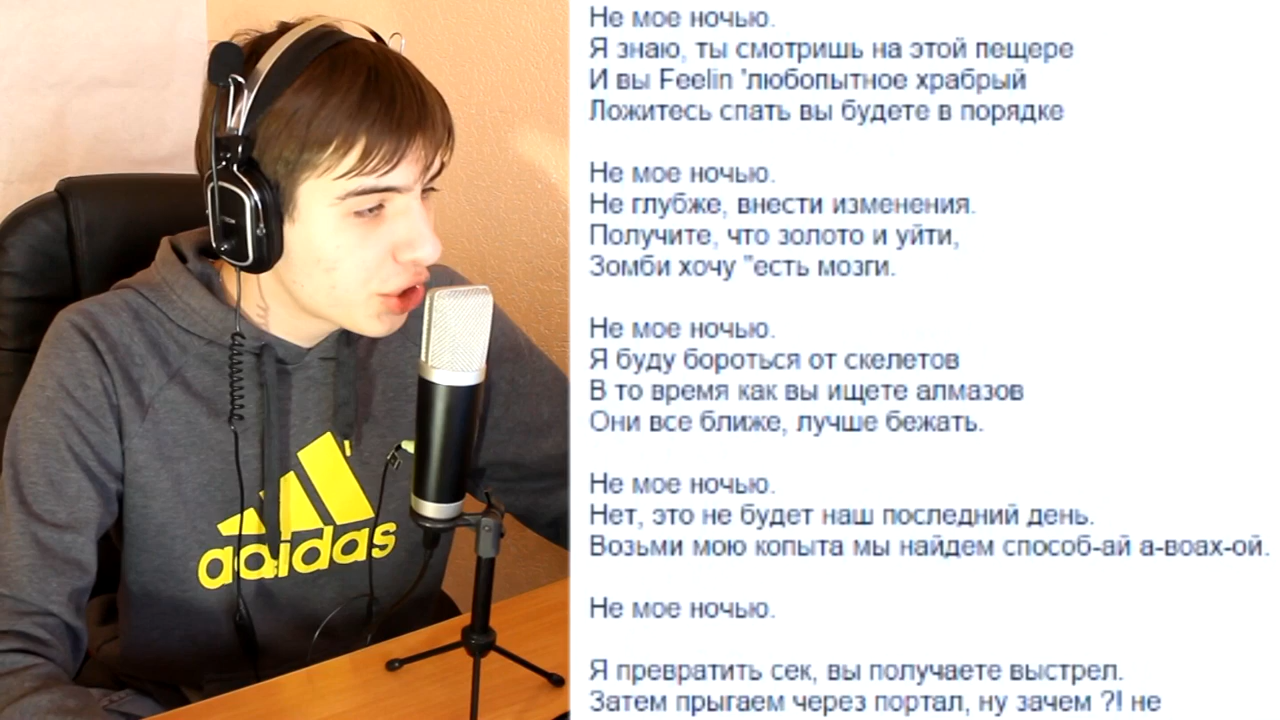 Не мое ночью.
Я знаю, ты смотришь на этой пещере
И вы Feelin 'любопытное храбрый
Ложитесь спать вы будете в порядке
Не мое ночью.
Не глубже, внести изменения.
Получите, что золото и уйти,
Зомби хочу "есть мозги.
Не мое ночью.
Я буду бороться от скелетов
В то время как вы ищете алмазов
Они все ближе, лучше бежать.
Не мое ночью.
Нет, это не будет наш последний день.
Возьми мою копыта мы найдем способ-ай а-воах-ой.
Не мое ночью.
Я превратить сек, вы получаете выстрел.
Затем прыгаем через портал, ну зачем ?! не
adidas